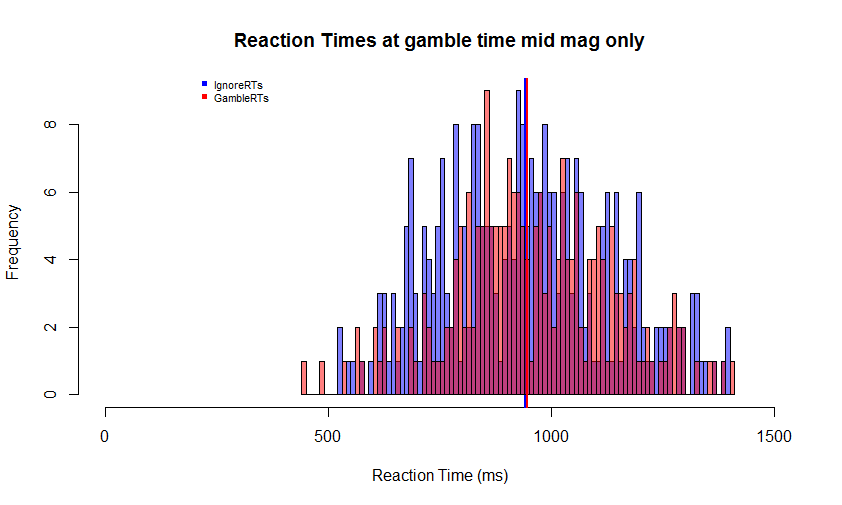 Reaction Times at gamble time mid mag only
IgnoreRTs
GambleRTs
8
6
4
2
0
Frequency
0 500 1000 1500
Reaction Time (ms)